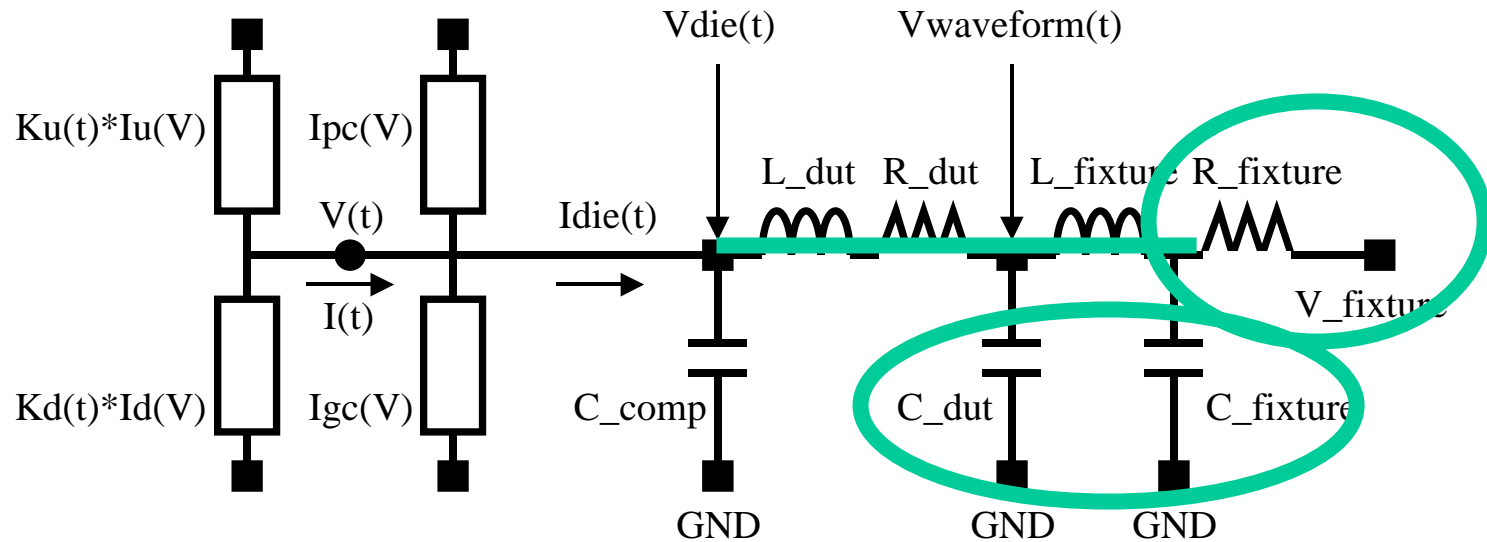 Vdie(t) Vwaveform(t)
Ku(t)*Iu(V) Ipc(V)
L_dut R_dut L_fixture R_fixture
V(t) Idie(t)
I(t) V_fixture
Kd(t)*Id(V) Igc(V) C_comp C_dut C_fixture
GND GND GND